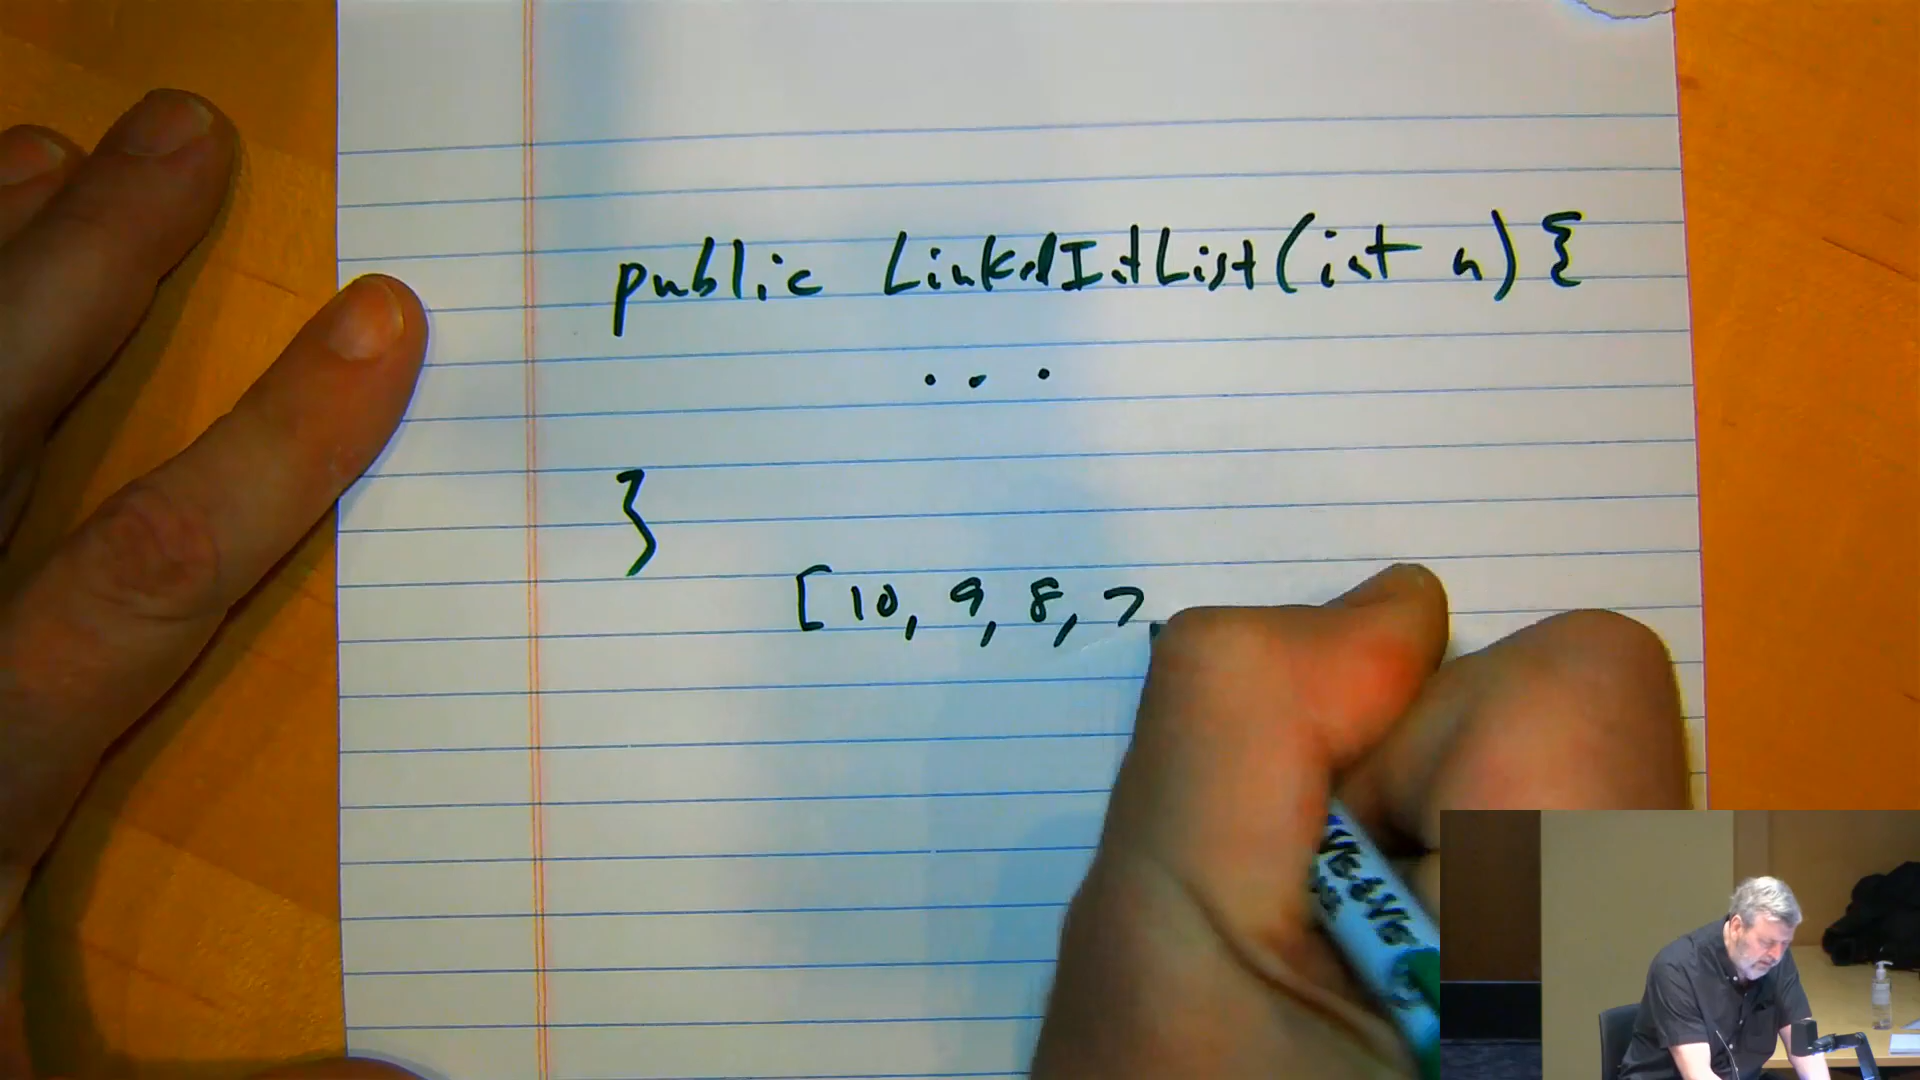 public LinkedIntList(int n) {
...
}
[10, 9, 8, 7